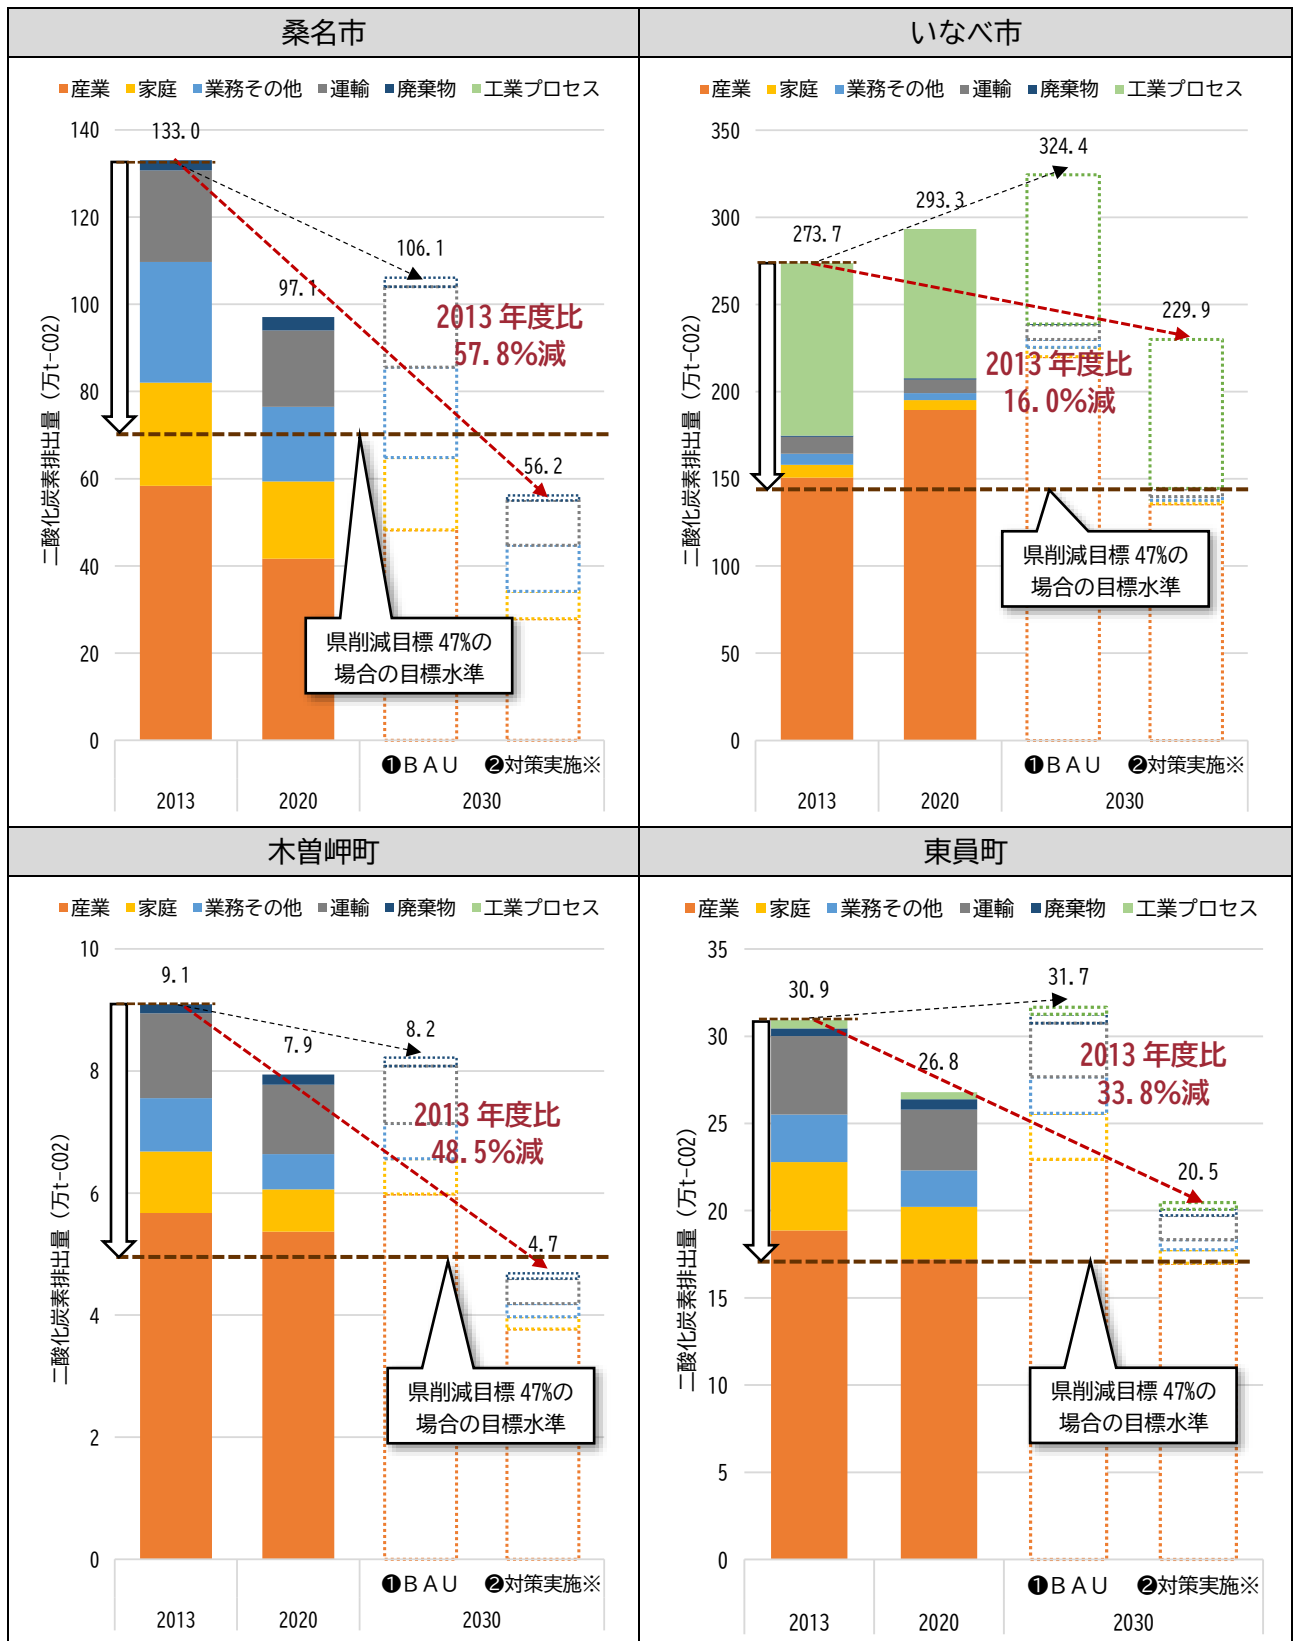 桑名市
■産業 ■家庭 ■業務その他 ■運輸 ■廃棄物 ■工業プロセス
二酸化炭素排出量（万t-CO2）
140
120
100
80
60
40
20
0
133.0
97.1
106.1
56.2
2013 年度比
57.8%減
県削減目標 47%の
場合の目標水準
❶ＢＡＵ ❷対策実施※
2013 2020 2030
いなべ市
■産業 ■家庭 ■業務その他 ■運輸 ■廃棄物 ■工業プロセス
二酸化炭素排出量（万t-CO2）
350
300
250
200
150
100
50
0
273.7
293.3
324.4
229.9
2013 年度比
16.0%減
県削減目標 47%の
場合の目標水準
❶ＢＡＵ ❷対策実施※
2013 2020 2030
木曽岬町
■産業 ■家庭 ■業務その他 ■運輸 ■廃棄物 ■工業プロセス
二酸化炭素排出量（万t-CO2）
10
8
6
4
2
0
9.1
7.9
8.2
4.7
2013 年度比
48.5%減
県削減目標 47%の
場合の目標水準
❶ＢＡＵ ❷対策実施※
2013 2020 2030
東員町
■産業 ■家庭 ■業務その他 ■運輸 ■廃棄物 ■工業プロセス
二酸化炭素排出量（万t-CO2）
35
30
25
20
15
10
5
0
30.9
26.8
31.7
20.5
2013 年度比
33.8%減
県削減目標 47%の
場合の目標水準
❶ＢＡＵ ❷対策実施※
2013 2020 2030